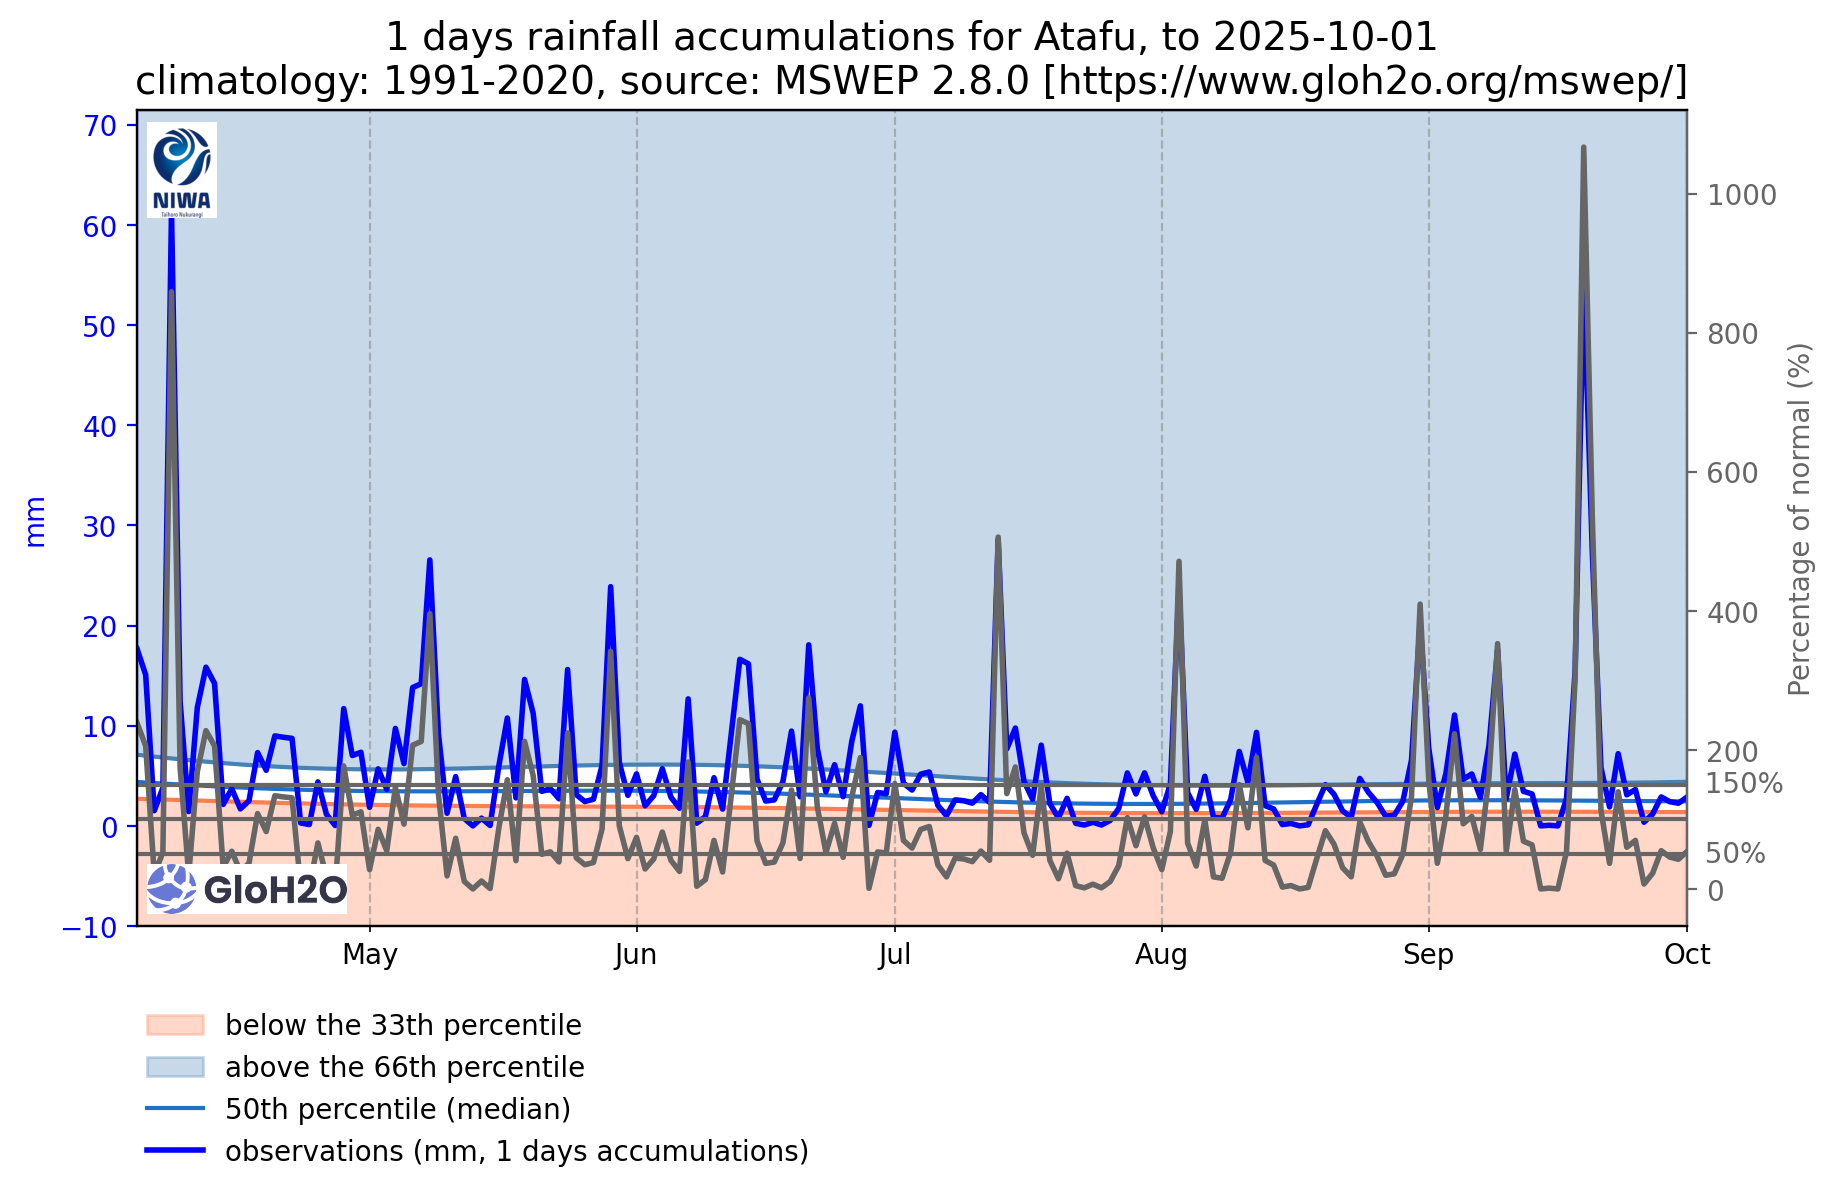 1 days rainfall accumulations for Atafu, to 2025-10-01
climatology: 1991-2020, source: MSWEP 2.8.0 [https://www.gloh2o.org/mswep/]
70
60
50
40
30
20
10
0
−10
mm
NIWA
Taihoro Nukurangi
GloH2O
1000
800
600
400
200
150%
50%
0
Percentage of normal (%)
May
Jun
Jul
Aug
Sep
Oct
below the 33th percentile
above the 66th percentile
50th percentile (median)
observations (mm, 1 days accumulations)